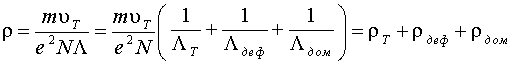 ρ = mυ_T / e²NΛ = mυ_T / e²N ( 1/Λ_T + 1/Λ_деф + 1/Λ_дом ) = ρ_T + ρ_деф + ρ_дом